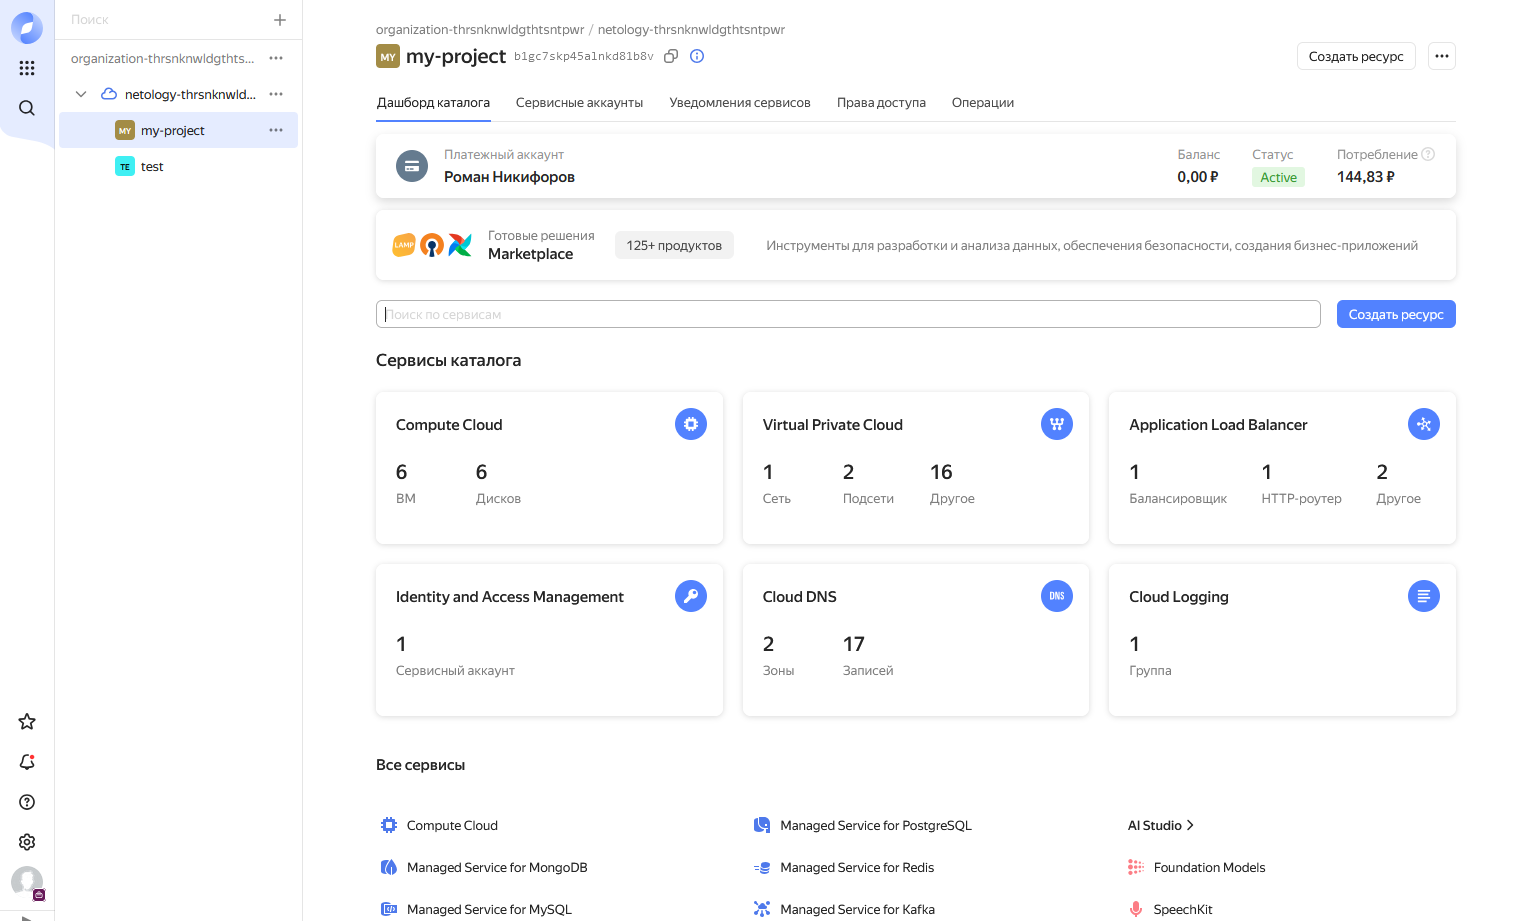 Поиск
organization-thrsnknwldgthts...
netology-thrsnknwld...
MY my-project
TE test
organization-thrsnknwldgthtsntpwr / netology-thrsnknwldgthtsntpwr
MY my-project b1gc7skp45a1nkd81b8v
Создать ресурс
Дашборд каталога Сервисные аккаунты Уведомления сервисов Права доступа Операции
Платежный аккаунт
Роман Никифоров
Баланс
0,00 ₽
Статус
Active
Потребление
144,83 ₽
LAMP
Готовые решения
Marketplace
125+ продуктов
Инструменты для разработки и анализа данных, обеспечения безопасности, создания бизнес-приложений
Поиск по сервисам
Создать ресурс
Сервисы каталога
Compute Cloud
6 6
ВМ Дисков
Virtual Private Cloud
1 2 16
Сеть Подсети Другое
Application Load Balancer
1 1 2
Балансировщик HTTP-роутер Другое
Identity and Access Management
1
Сервисный аккаунт
Cloud DNS
DNS
2 17
Зоны Записей
Cloud Logging
1
Группа
Все сервисы
Compute Cloud
Managed Service for PostgreSQL
AI Studio
Managed Service for MongoDB
Managed Service for Redis
Foundation Models
Managed Service for MySQL
Managed Service for Kafka
SpeechKit